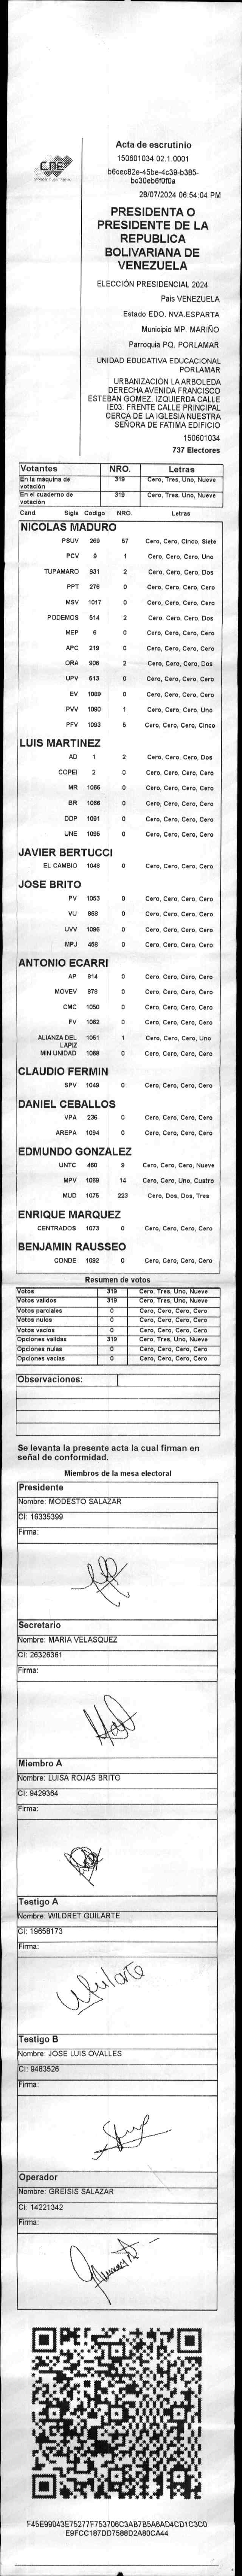 CNE
Acta de escrutinio
150601034.02.1.0001
b6cec82e-45be-4c39-b385-
bc30eb6f0f0a
28/07/2024 06:54:04 PM
PRESIDENTA O
PRESIDENTE DE LA
REPUBLICA
BOLIVARIANA DE
VENEZUELA
ELECCIÓN PRESIDENCIAL 2024
Pais VENEZUELA
Estado EDO. NVA.ESPARTA
Municipio MP. MARIÑO
Parroquia PQ. PORLAMAR
UNIDAD EDUCATIVA EDUCACIONAL
PORLAMAR
URBANIZACION LA ARBOLEDA
DERECHA AVENIDA FRANCISCO
ESTEBAN GOMEZ. IZQUIERDA CALLE
IE03. FRENTE CALLE PRINCIPAL
CERCA DE LA IGLESIA NUESTRA
SEÑORA DE FATIMA EDIFICIO
150601034
737 Electores
Votantes NRO. Letras
En la máquina de votación 319 Cero, Tres, Uno, Nueve
En el cuaderno de votación 319 Cero, Tres, Uno, Nueve
Cand. Sigla Código NRO. Letras
NICOLAS MADURO
PSUV 269 57 Cero, Cero, Cinco, Siete
PCV 9 1 Cero, Cero, Cero, Uno
TUPAMARO 931 2 Cero, Cero, Cero, Dos
PPT 276 0 Cero, Cero, Cero, Cero
MSV 1017 0 Cero, Cero, Cero, Cero
PODEMOS 514 2 Cero, Cero, Cero, Dos
MEP 6 0 Cero, Cero, Cero, Cero
APC 219 0 Cero, Cero, Cero, Cero
ORA 906 2 Cero, Cero, Cero, Dos
UPV 513 0 Cero, Cero, Cero, Cero
EV 1089 0 Cero, Cero, Cero, Cero
PVV 1090 1 Cero, Cero, Cero, Uno
PFV 1093 5 Cero, Cero, Cero, Cinco
LUIS MARTINEZ
AD 1 2 Cero, Cero, Cero, Dos
COPEI 2 0 Cero, Cero, Cero, Cero
MR 1065 0 Cero, Cero, Cero, Cero
BR 1066 0 Cero, Cero, Cero, Cero
DDP 1091 0 Cero, Cero, Cero, Cero
UNE 1095 0 Cero, Cero, Cero, Cero
JAVIER BERTUCCI
EL CAMBIO 1048 0 Cero, Cero, Cero, Cero
JOSE BRITO
PV 1053 0 Cero, Cero, Cero, Cero
VU 868 0 Cero, Cero, Cero, Cero
UVV 1096 0 Cero, Cero, Cero, Cero
MPJ 458 0 Cero, Cero, Cero, Cero
ANTONIO ECARRI
AP 914 0 Cero, Cero, Cero, Cero
MOVEV 878 0 Cero, Cero, Cero, Cero
CMC 1050 0 Cero, Cero, Cero, Cero
FV 1062 0 Cero, Cero, Cero, Cero
ALIANZA DEL LAPIZ 1051 1 Cero, Cero, Cero, Uno
MIN UNIDAD 1068 0 Cero, Cero, Cero, Cero
CLAUDIO FERMIN
SPV 1049 0 Cero, Cero, Cero, Cero
DANIEL CEBALLOS
VPA 236 0 Cero, Cero, Cero, Cero
AREPA 1094 0 Cero, Cero, Cero, Cero
EDMUNDO GONZALEZ
UNTC 460 9 Cero, Cero, Cero, Nueve
MPV 1069 14 Cero, Cero, Uno, Cuatro
MUD 1075 223 Cero, Dos, Dos, Tres
ENRIQUE MARQUEZ
CENTRADOS 1073 0 Cero, Cero, Cero, Cero
BENJAMIN RAUSSEO
CONDE 1092 0 Cero, Cero, Cero, Cero
Resumen de votos
Votos 319 Cero, Tres, Uno, Nueve
Votos validos 319 Cero, Tres, Uno, Nueve
Votos parciales 0 Cero, Cero, Cero, Cero
Votos nulos 0 Cero, Cero, Cero, Cero
Votos vacios 0 Cero, Cero, Cero, Cero
Opciones validas 319 Cero, Tres, Uno, Nueve
Opciones nulas 0 Cero, Cero, Cero, Cero
Opciones vacias 0 Cero, Cero, Cero, Cero
Observaciones:
Se levanta la presente acta la cual firman en
señal de conformidad.
Miembros de la mesa electoral
Presidente
Nombre: MODESTO SALAZAR
CI: 16335399
Firma:
Secretario
Nombre: MARIA VELASQUEZ
CI: 26326361
Firma:
Miembro A
Nombre: LUISA ROJAS BRITO
CI: 9429364
Firma:
Testigo A
Nombre: WILDRET GUILARTE
CI: 19658173
Firma:
Testigo B
Nombre: JOSE LUIS OVALLES
CI: 9483526
Firma:
Operador
Nombre: GREISIS SALAZAR
CI: 14221342
Firma:
F45E99043E75277F753706C3AB7B5A6AD4CD1C3C0
E9FCC187DD7588D2A80CA44